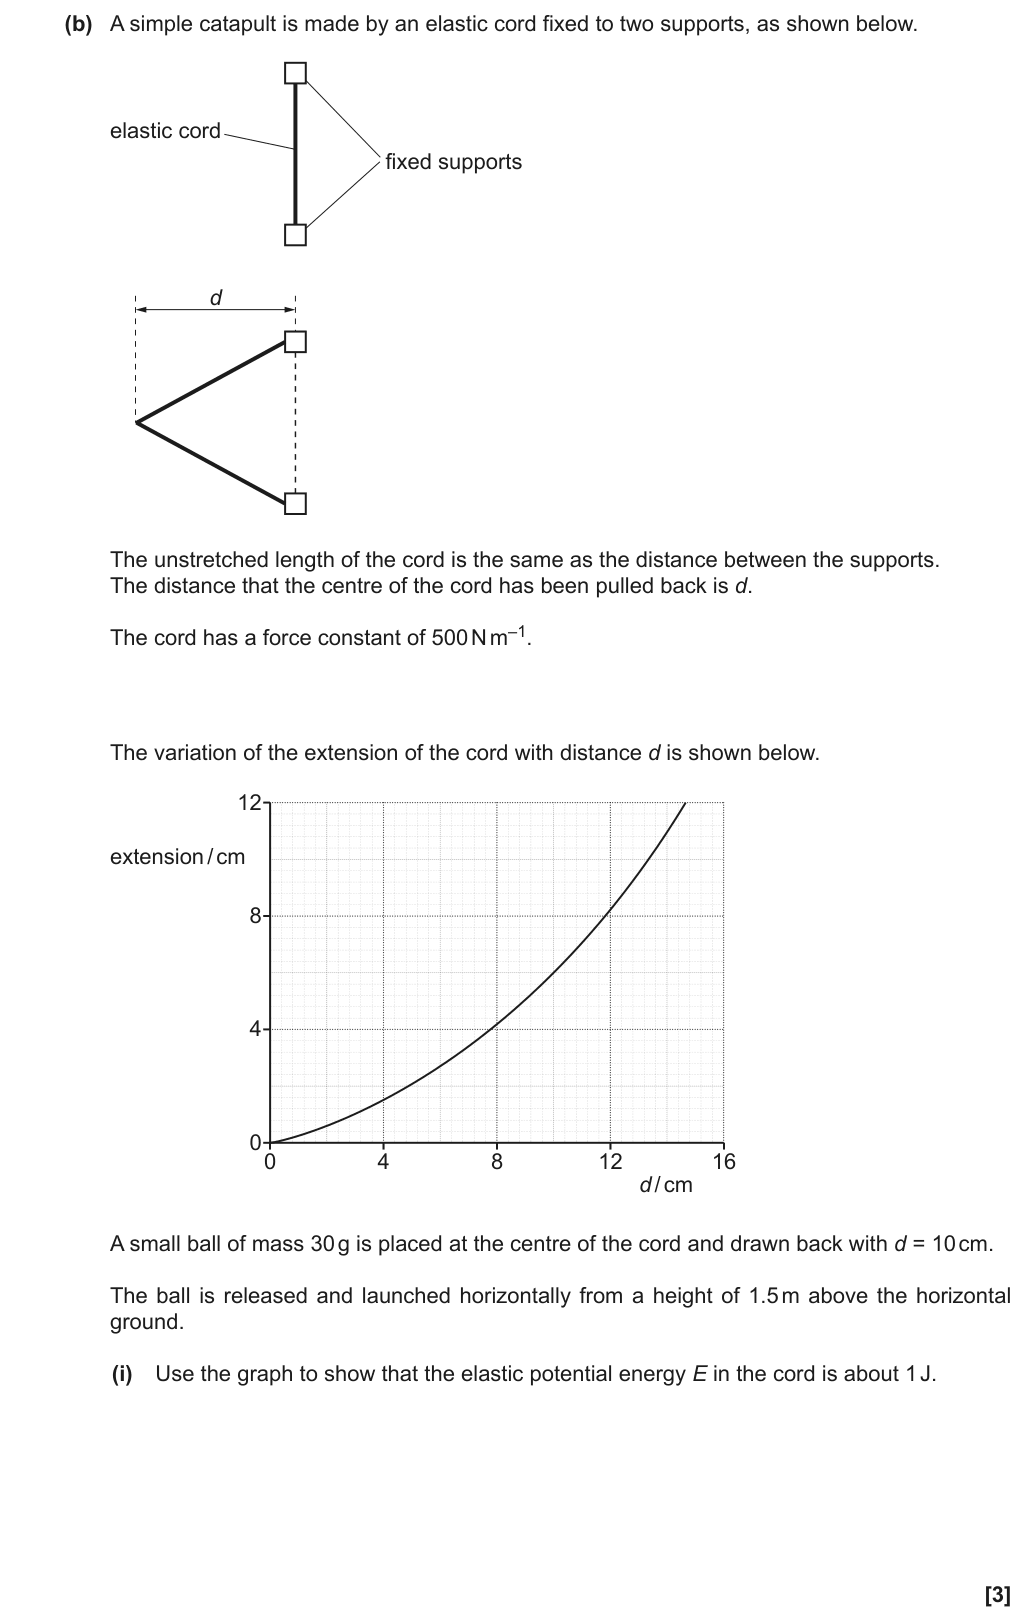 (b) A simple catapult is made by an elastic cord fixed to two supports, as shown below.
elastic cord
fixed supports
d
The unstretched length of the cord is the same as the distance between the supports.
The distance that the centre of the cord has been pulled back is d.
The cord has a force constant of 500 N m⁻¹.
The variation of the extension of the cord with distance d is shown below.
12
extension / cm
8
4
0
0 4 8 12 16
d / cm
A small ball of mass 30 g is placed at the centre of the cord and drawn back with d = 10 cm.
The ball is released and launched horizontally from a height of 1.5 m above the horizontal
ground.
(i) Use the graph to show that the elastic potential energy E in the cord is about 1 J.
[3]